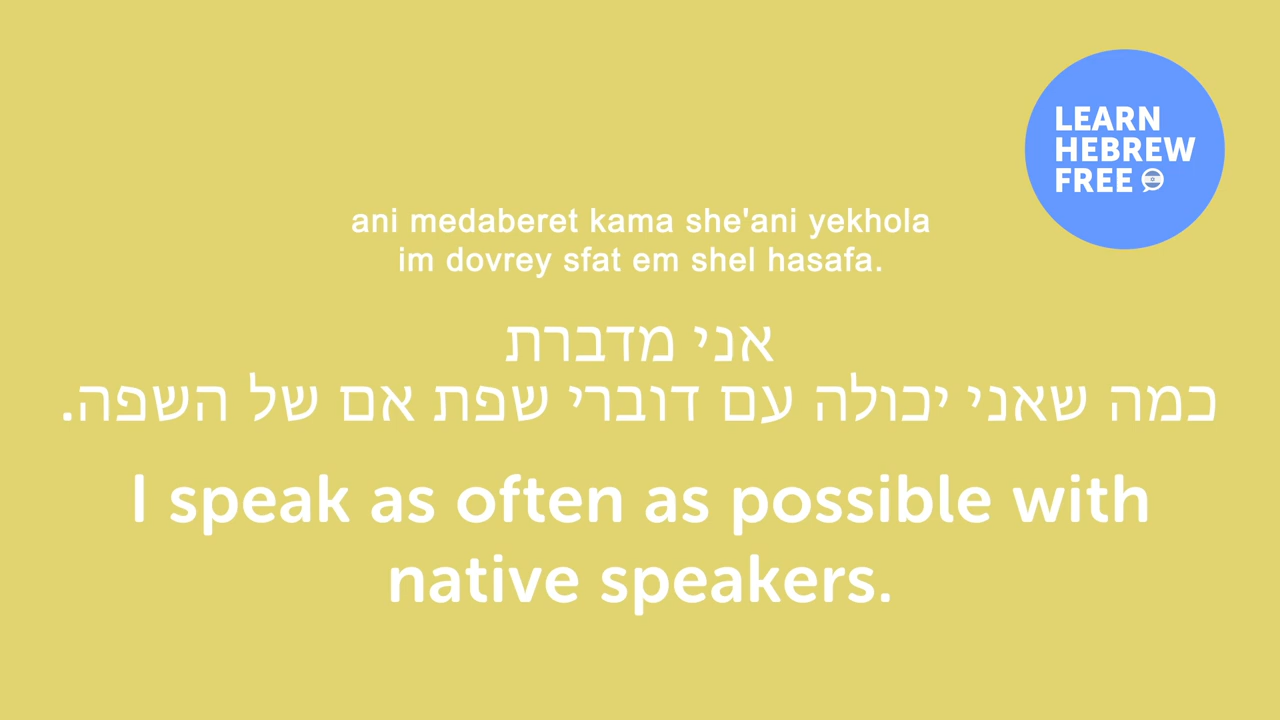 LEARN
HEBREW
FREE
ani medaberet kama she'ani yekhola
im dovrey sfat em shel hasafa.
אני מדברת
כמה שאני יכולה עם דוברי שפת אם של השפה.
I speak as often as possible with
native speakers.